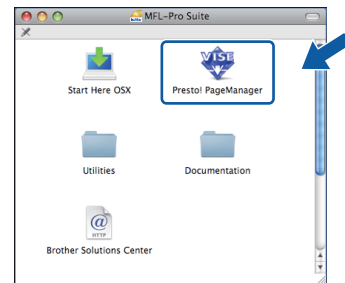 MFL-Pro Suite
Start Here OSX
VISE
Presto! PageManager
Utilities
Documentation
@
HTTP
Brother Solutions Center